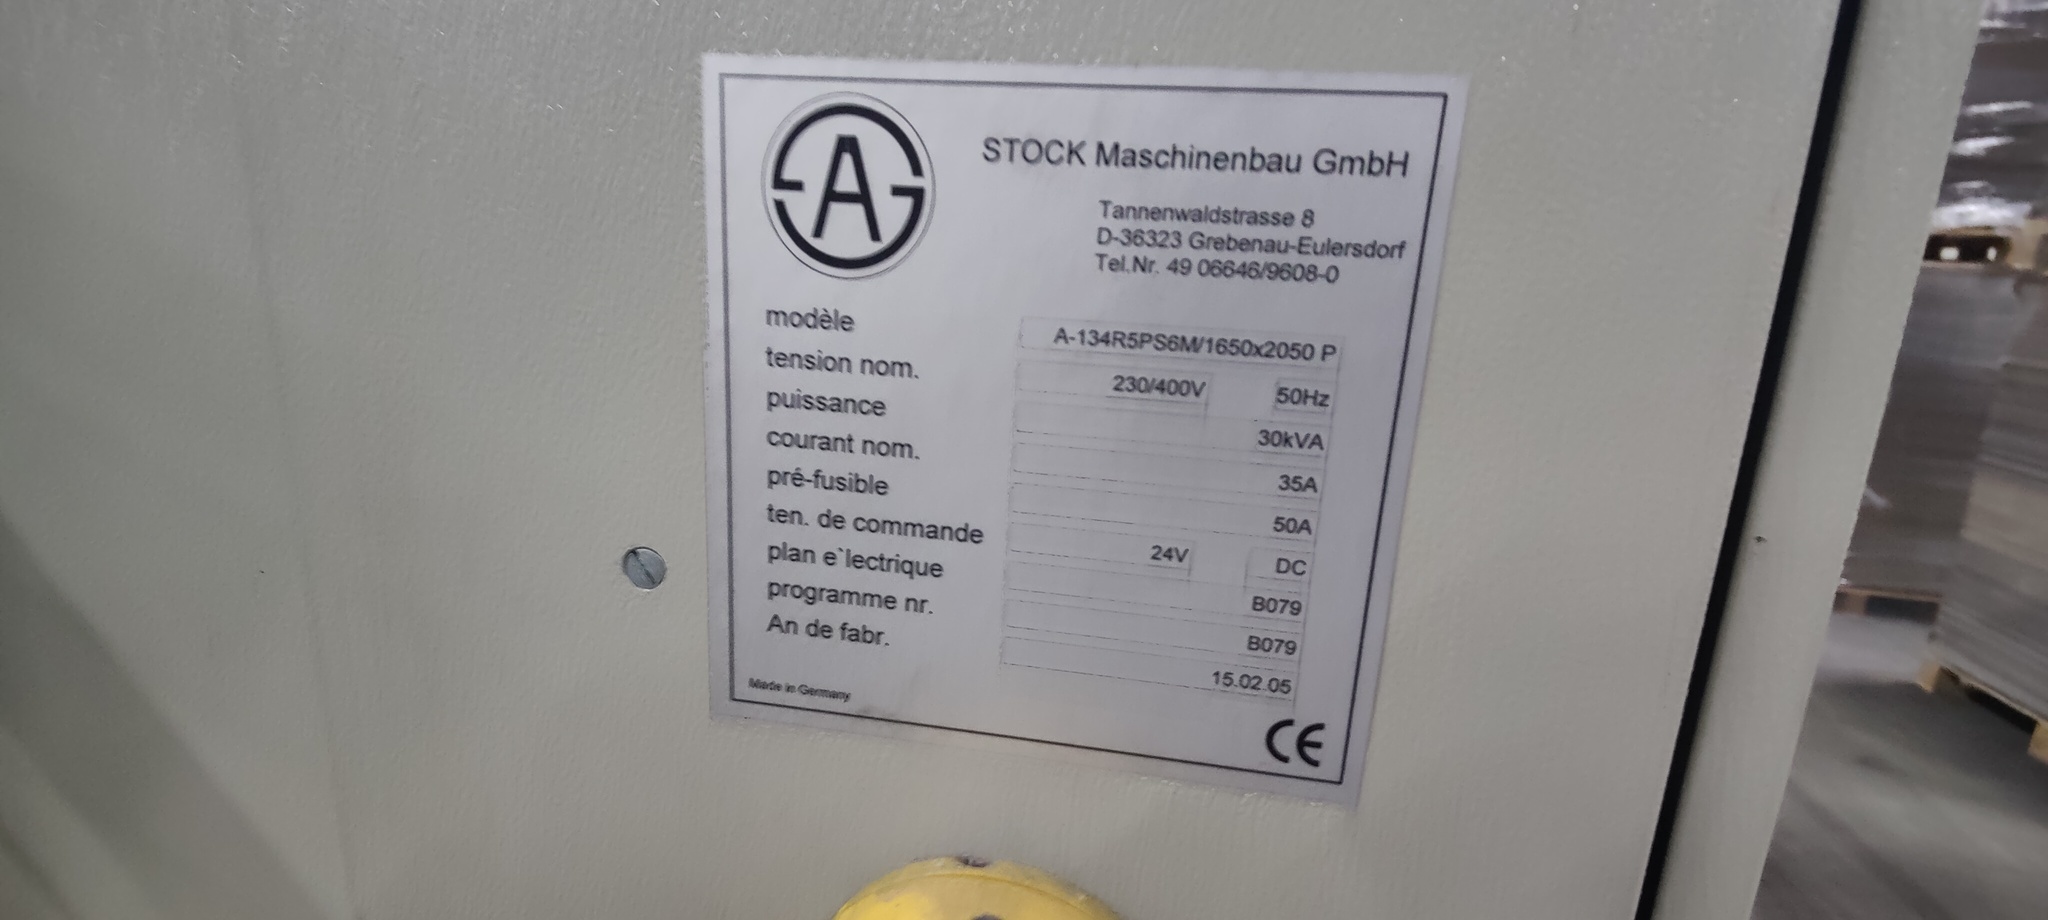 STOCK Maschinenbau GmbH
Tannenwaldstrasse 8
D-36323 Grebenau-Eulersdorf
Tel.Nr. 49 06646/9608-0
modèle A-134R5PS6M/1650x2050 P
tension nom. 230/400V 50Hz
puissance 30kVA
courant nom. 35A
pré-fusible 50A
ten. de commande 24V DC
plan e`lectrique B079
programme nr. B079
An de fabr. 15.02.05
Made in Germany
CE